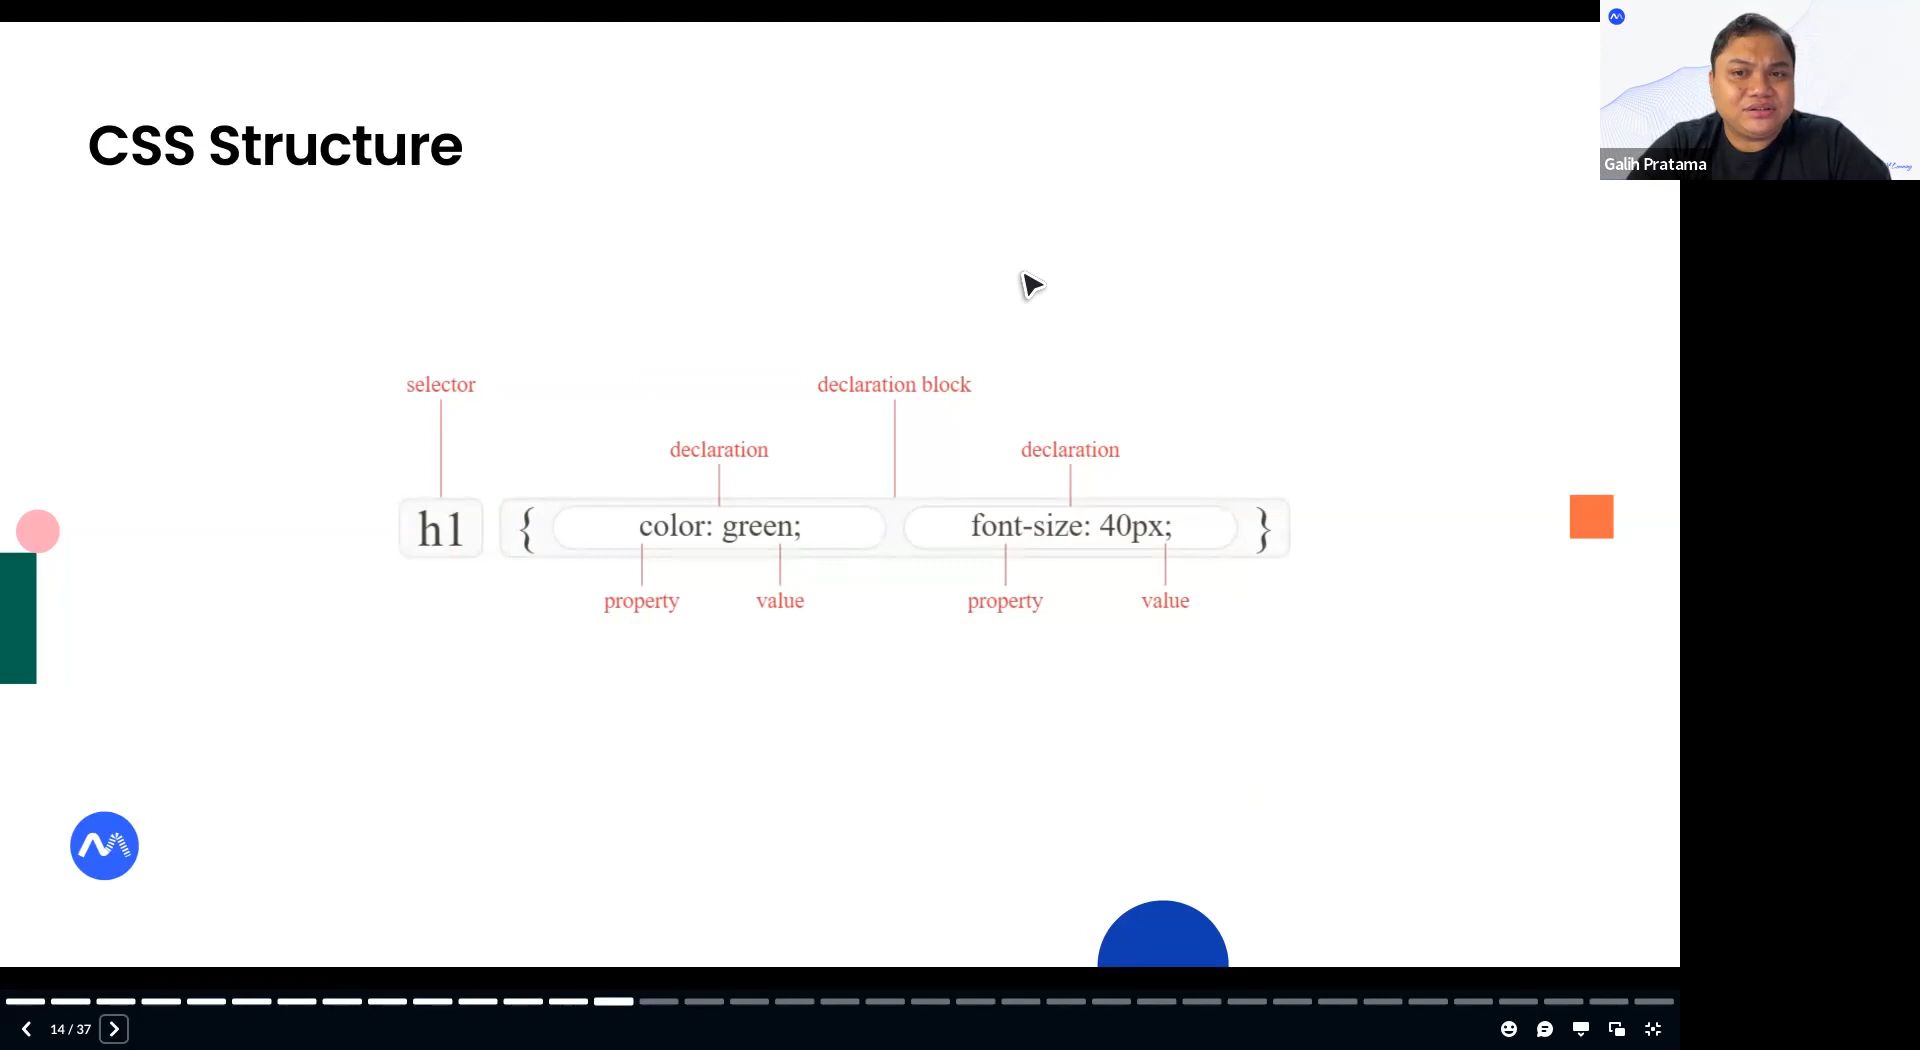 CSS Structure
Galih Pratama
selector
declaration block
declaration
declaration
h1
{
color: green;
font-size: 40px;
}
property
value
property
value
14 / 37